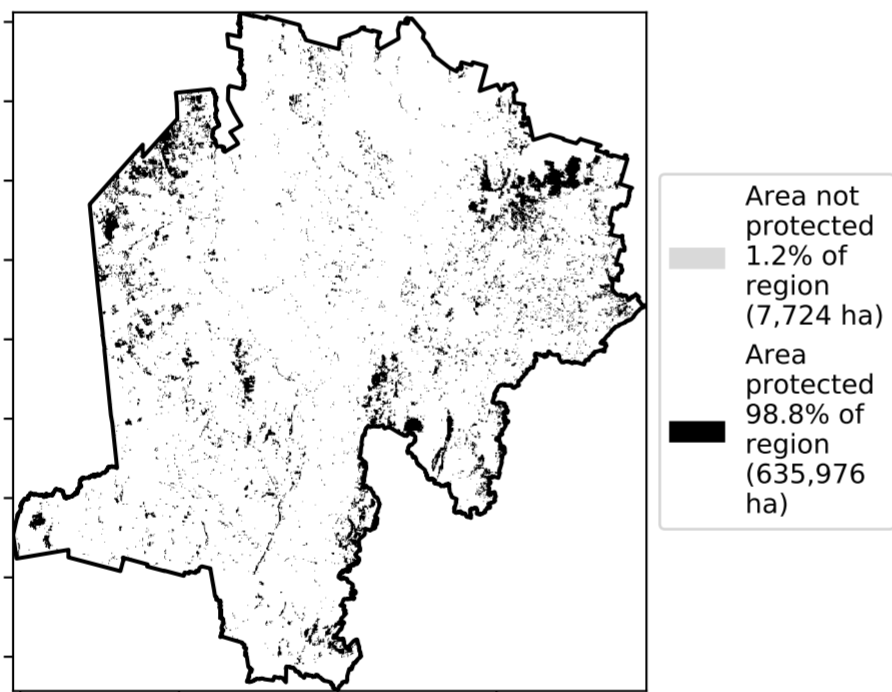 Area not
protected
1.2% of
region
(7,724 ha)
Area
protected
98.8% of
region
(635,976
ha)